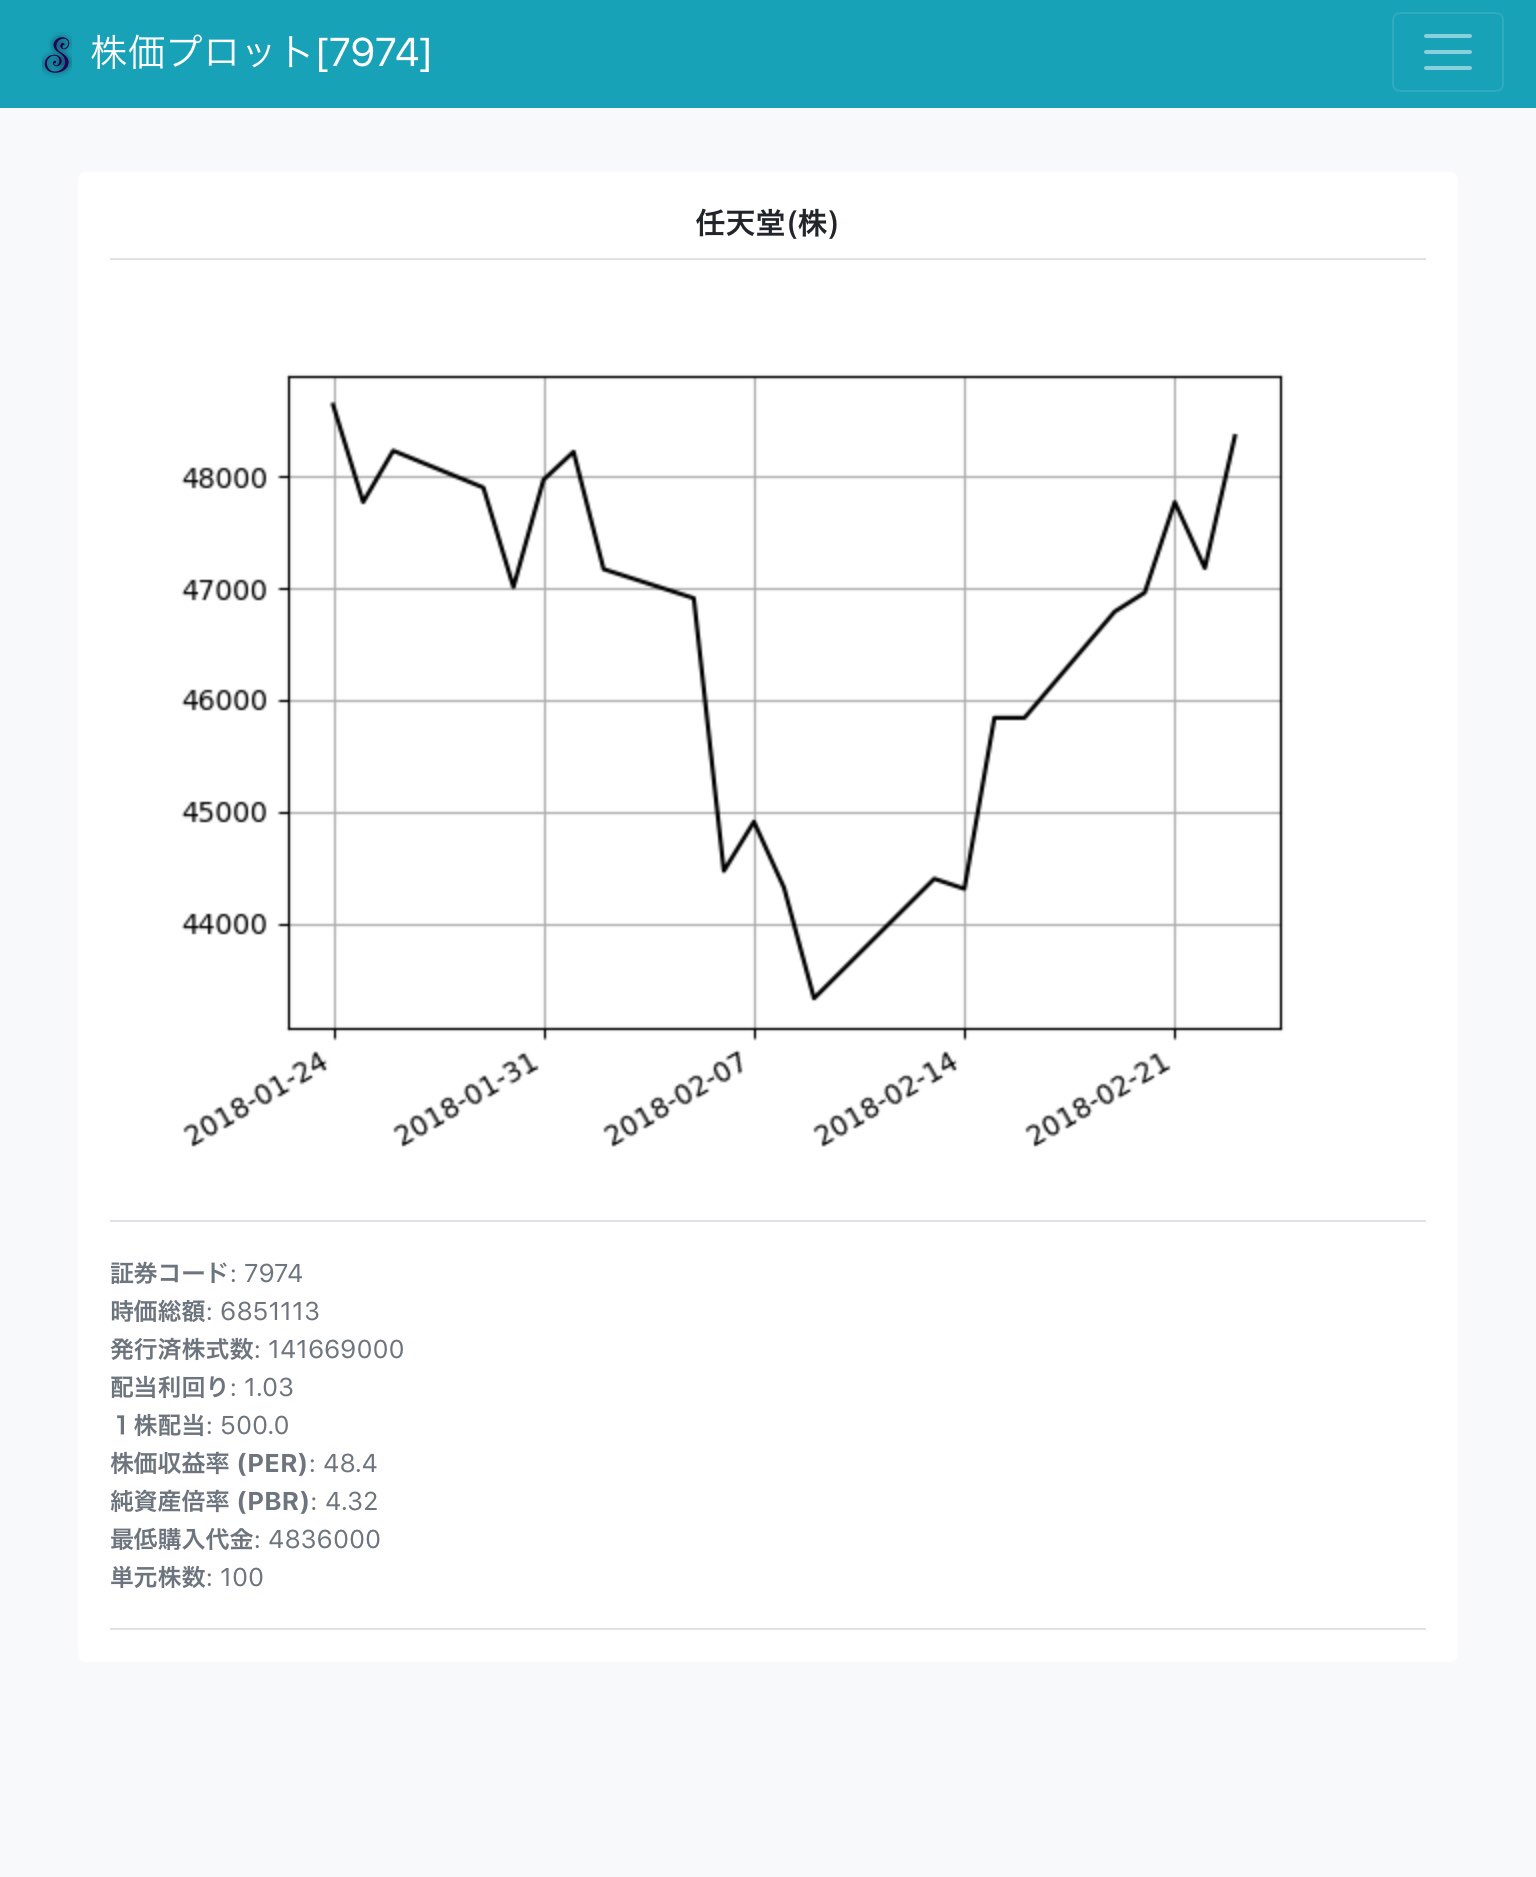 株価プロット[7974]
任天堂(株)
48000
47000
46000
45000
44000
2018-01-24
2018-01-31
2018-02-07
2018-02-14
2018-02-21
証券コード: 7974
時価総額: 6851113
発行済株式数: 141669000
配当利回り: 1.03
１株配当: 500.0
株価収益率 (PER): 48.4
純資産倍率 (PBR): 4.32
最低購入代金: 4836000
単元株数: 100